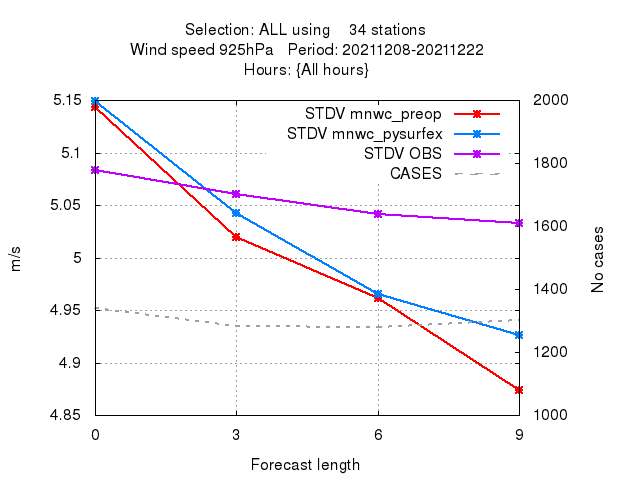 Selection: ALL using    34 stations
Wind speed 925hPa   Period: 20211208-20211222
Hours: {All hours}
STDV mnwc_preop
STDV mnwc_pysurfex
STDV OBS
CASES
5.15
5.1
5.05
5
4.95
4.9
4.85
2000
1800
1600
1400
1200
1000
m/s
No cases
0 3 6 9
Forecast length